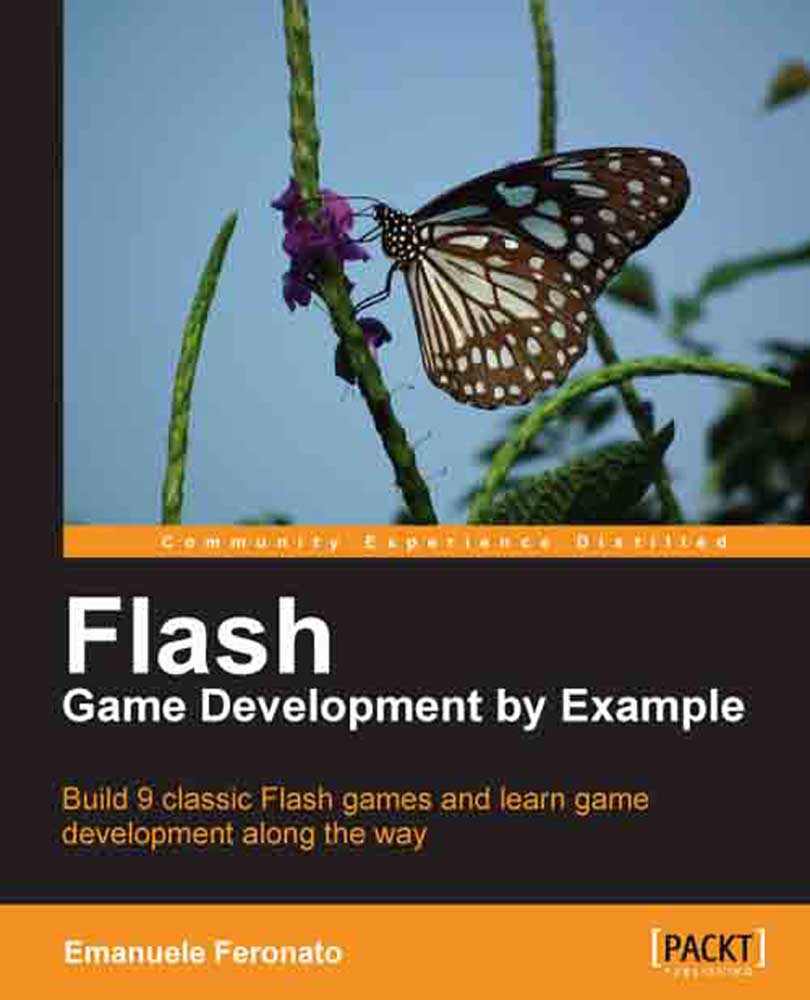 Community Experience Distilled
Flash
Game Development by Example
Build 9 classic Flash games and learn game
development along the way
Emanuele Feronato
[PACKT]
PUBLISHING